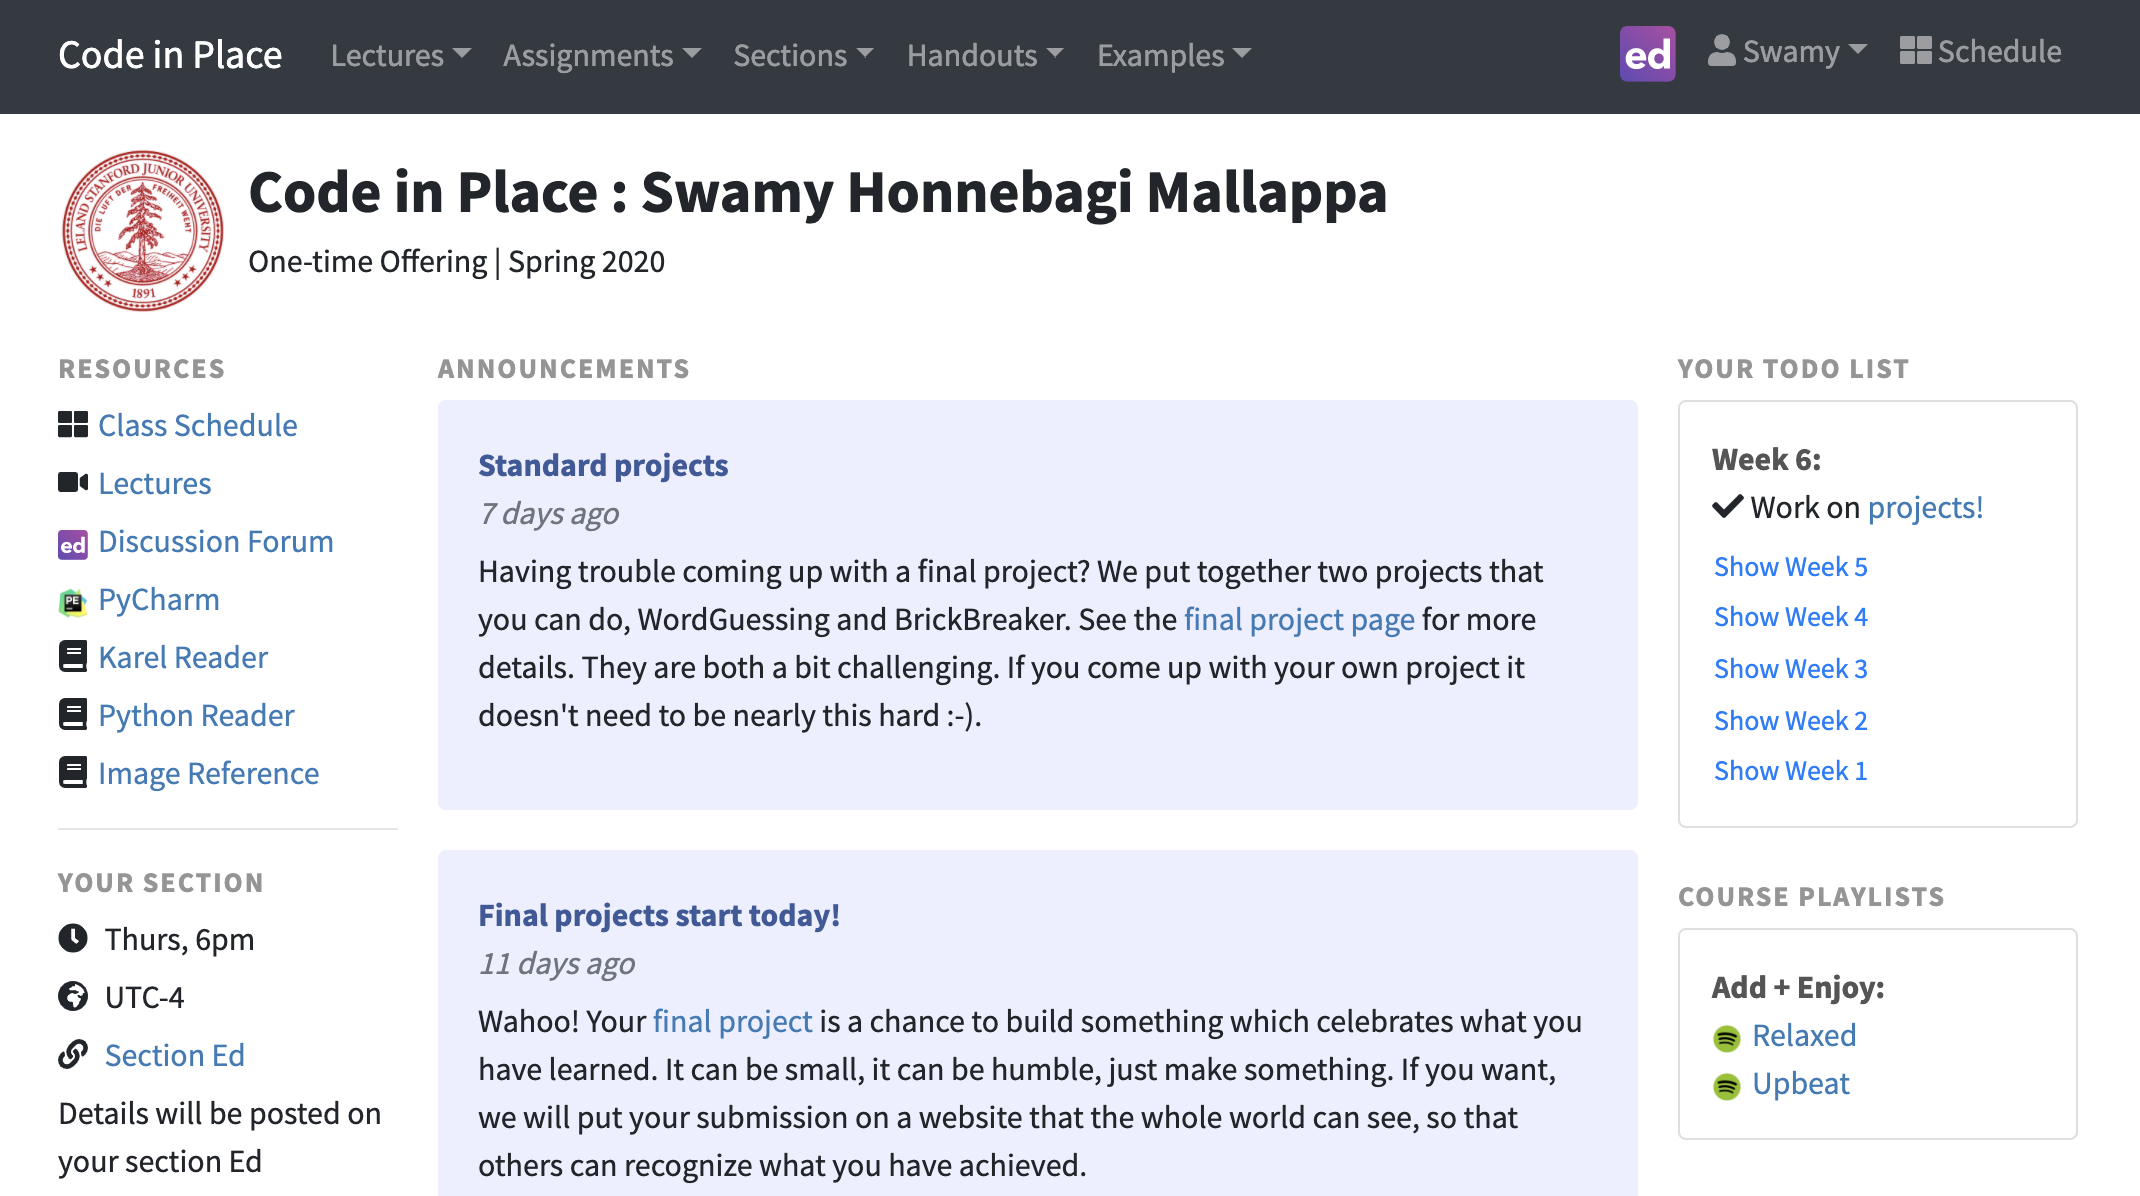 Code in Place
Lectures
Assignments
Sections
Handouts
Examples
ed
Swamy
Schedule
LELAND STANFORD JUNIOR UNIVERSITY
DIE LUFT DER FREIHEIT WEHT
1891
Code in Place : Swamy Honnebagi Mallappa
One-time Offering | Spring 2020
RESOURCES
Class Schedule
Lectures
ed Discussion Forum
PE PyCharm
Karel Reader
Python Reader
Image Reference
YOUR SECTION
Thurs, 6pm
UTC-4
Section Ed
Details will be posted on
your section Ed
ANNOUNCEMENTS
Standard projects
7 days ago
Having trouble coming up with a final project? We put together two projects that
you can do, WordGuessing and BrickBreaker. See the final project page for more
details. They are both a bit challenging. If you come up with your own project it
doesn't need to be nearly this hard :-).
Final projects start today!
11 days ago
Wahoo! Your final project is a chance to build something which celebrates what you
have learned. It can be small, it can be humble, just make something. If you want,
we will put your submission on a website that the whole world can see, so that
others can recognize what you have achieved.
YOUR TODO LIST
Week 6:
Work on projects!
Show Week 5
Show Week 4
Show Week 3
Show Week 2
Show Week 1
COURSE PLAYLISTS
Add + Enjoy:
Relaxed
Upbeat